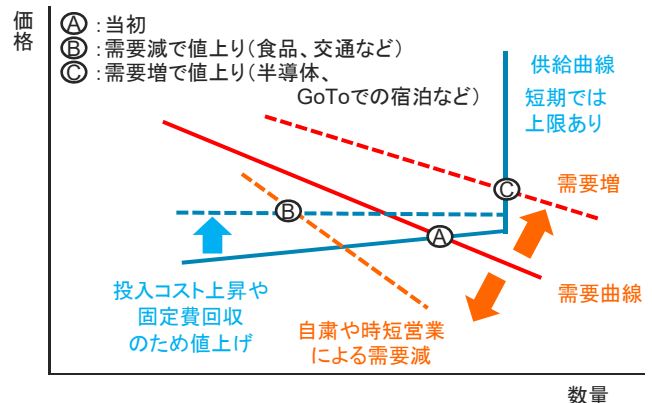 価格
Ⓐ：当初
Ⓑ：需要減で値上り（食品、交通など）
Ⓒ：需要増で値上り（半導体、
GoToでの宿泊など）
供給曲線
短期では
上限あり
Ⓒ
需要増
Ⓑ
Ⓐ
需要曲線
投入コスト上昇や
固定費回収
のため値上げ
自粛や時短営業
による需要減
数量